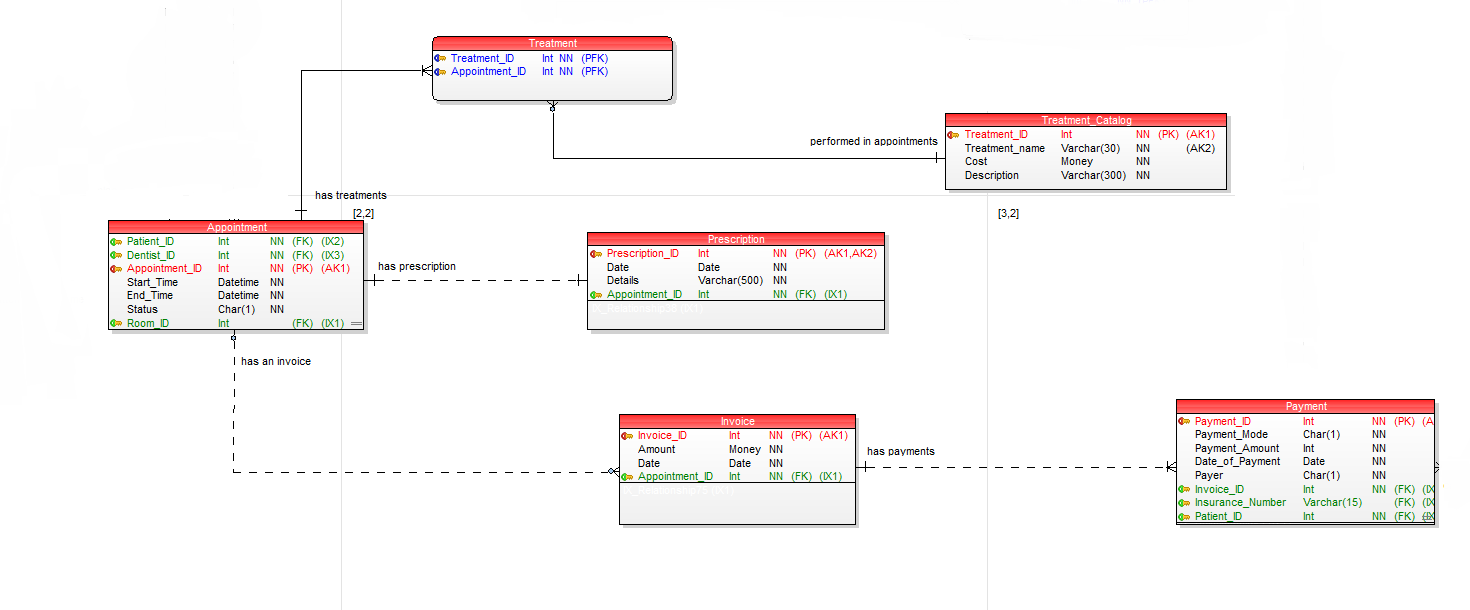 Treatment
Treatment_ID Int NN (PFK)
Appointment_ID Int NN (PFK)
Treatment_Catalog
Treatment_ID Int NN (PK) (AK1)
Treatment_name Varchar(30) NN (AK2)
Cost Money NN
Description Varchar(300) NN
performed in appointments
has treatments
[2,2]
[3,2]
Appointment
Patient_ID Int NN (FK) (IX2)
Dentist_ID Int NN (FK) (IX3)
Appointment_ID Int NN (PK) (AK1)
Start_Time Datetime NN
End_Time Datetime NN
Status Char(1) NN
Room_ID Int (FK) (IX1)
has prescription
Prescription
Prescription_ID Int NN (PK) (AK1,AK2)
Date Date NN
Details Varchar(500) NN
Appointment_ID Int NN (FK) (IX1)
has an invoice
Invoice
Invoice_ID Int NN (PK) (AK1)
Amount Money NN
Date Date NN
Appointment_ID Int NN (FK) (IX1)
has payments
Payment
Payment_ID Int NN (PK) (A
Payment_Mode Char(1) NN
Payment_Amount Int NN
Date_of_Payment Date NN
Payer Char(1) NN
Invoice_ID Int NN (FK) (IX
Insurance_Number Varchar(15) (FK) (IX
Patient_ID Int NN (FK)